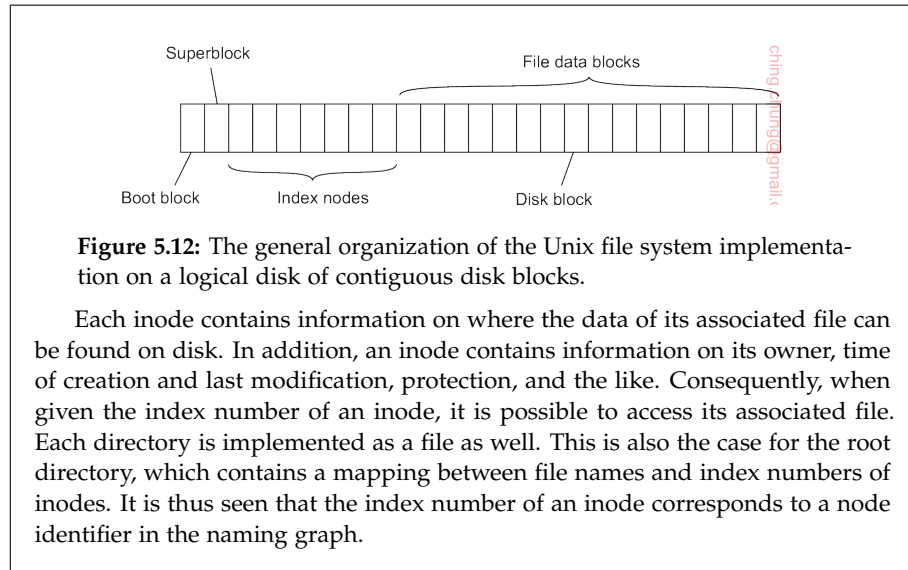 Superblock
File data blocks
Boot block
Index nodes
Disk block
Figure 5.12: The general organization of the Unix file system implementa-
tion on a logical disk of contiguous disk blocks.
Each inode contains information on where the data of its associated file can
be found on disk. In addition, an inode contains information on its owner, time
of creation and last modification, protection, and the like. Consequently, when
given the index number of an inode, it is possible to access its associated file.
Each directory is implemented as a file as well. This is also the case for the root
directory, which contains a mapping between file names and index numbers of
inodes. It is thus seen that the index number of an inode corresponds to a node
identifier in the naming graph.